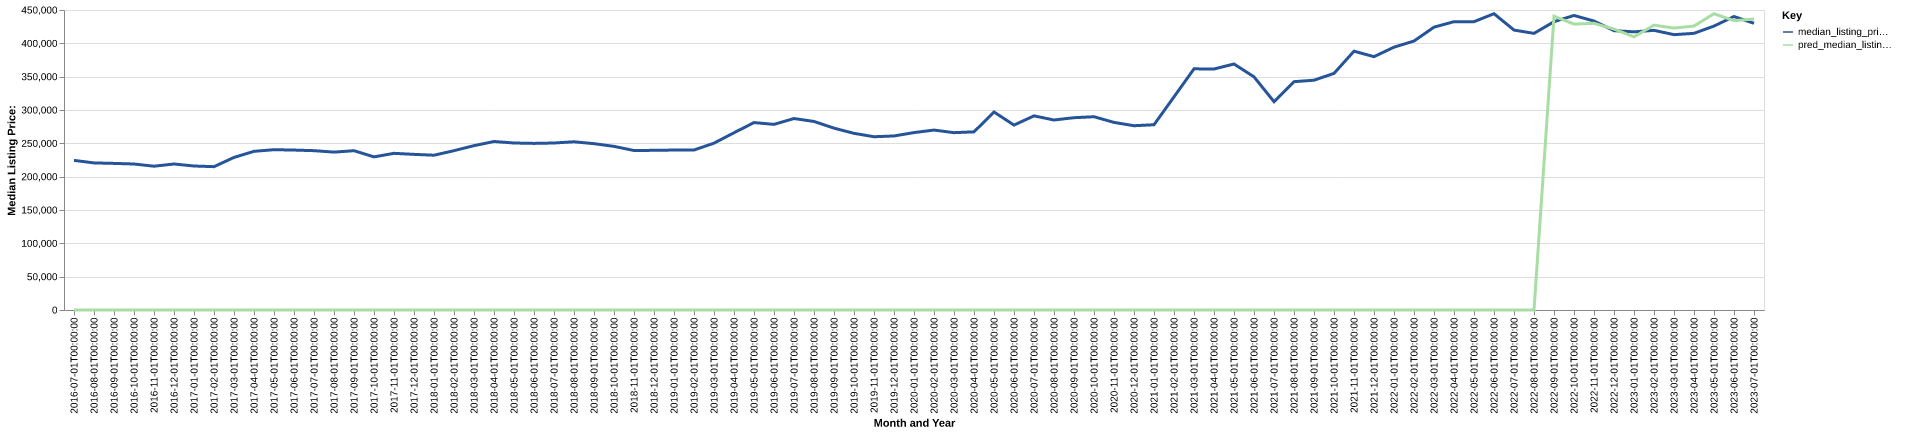 450,000
400,000
350,000
300,000
250,000
200,000
150,000
100,000
50,000
0
Median Listing Price:
2016-07-01T00:00:00
2016-08-01T00:00:00
2016-09-01T00:00:00
2016-10-01T00:00:00
2016-11-01T00:00:00
2016-12-01T00:00:00
2017-01-01T00:00:00
2017-02-01T00:00:00
2017-03-01T00:00:00
2017-04-01T00:00:00
2017-05-01T00:00:00
2017-06-01T00:00:00
2017-07-01T00:00:00
2017-08-01T00:00:00
2017-09-01T00:00:00
2017-10-01T00:00:00
2017-11-01T00:00:00
2017-12-01T00:00:00
2018-01-01T00:00:00
2018-02-01T00:00:00
2018-03-01T00:00:00
2018-04-01T00:00:00
2018-05-01T00:00:00
2018-06-01T00:00:00
2018-07-01T00:00:00
2018-08-01T00:00:00
2018-09-01T00:00:00
2018-10-01T00:00:00
2018-11-01T00:00:00
2018-12-01T00:00:00
2019-01-01T00:00:00
2019-02-01T00:00:00
2019-03-01T00:00:00
2019-04-01T00:00:00
2019-05-01T00:00:00
2019-06-01T00:00:00
2019-07-01T00:00:00
2019-08-01T00:00:00
2019-09-01T00:00:00
2019-10-01T00:00:00
2019-11-01T00:00:00
2019-12-01T00:00:00
2020-01-01T00:00:00
2020-02-01T00:00:00
2020-03-01T00:00:00
2020-04-01T00:00:00
2020-05-01T00:00:00
2020-06-01T00:00:00
2020-07-01T00:00:00
2020-08-01T00:00:00
2020-09-01T00:00:00
2020-10-01T00:00:00
2020-11-01T00:00:00
2020-12-01T00:00:00
2021-01-01T00:00:00
2021-02-01T00:00:00
2021-03-01T00:00:00
2021-04-01T00:00:00
2021-05-01T00:00:00
2021-06-01T00:00:00
2021-07-01T00:00:00
2021-08-01T00:00:00
2021-09-01T00:00:00
2021-10-01T00:00:00
2021-11-01T00:00:00
2021-12-01T00:00:00
2022-01-01T00:00:00
2022-02-01T00:00:00
2022-03-01T00:00:00
2022-04-01T00:00:00
2022-05-01T00:00:00
2022-06-01T00:00:00
2022-07-01T00:00:00
2022-08-01T00:00:00
2022-09-01T00:00:00
2022-10-01T00:00:00
2022-11-01T00:00:00
2022-12-01T00:00:00
2023-01-01T00:00:00
2023-02-01T00:00:00
2023-03-01T00:00:00
2023-04-01T00:00:00
2023-05-01T00:00:00
2023-06-01T00:00:00
2023-07-01T00:00:00
Month and Year
Key
median_listing_pri…
pred_median_listin…